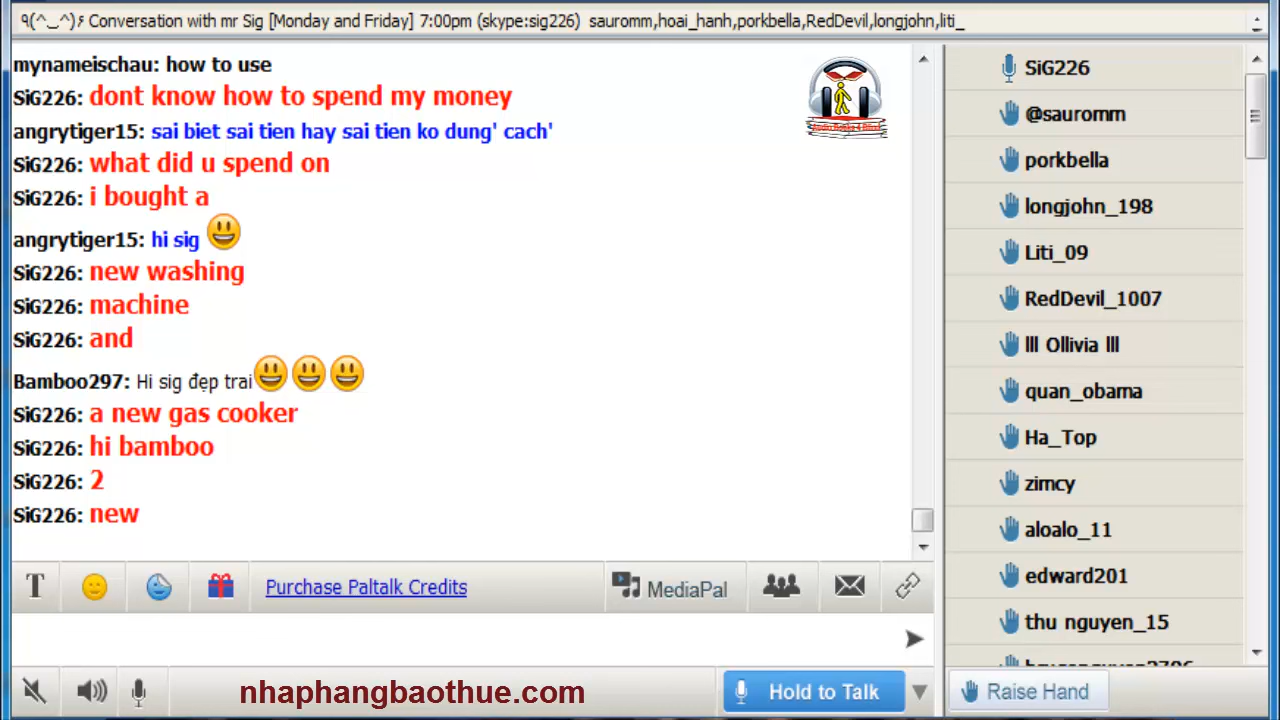 ٩(^‿^)۶ Conversation with mr Sig [Monday and Friday] 7:00pm (skype:sig226) sauromm,hoai_hanh,porkbella,RedDevil,longjohn,liti_
mynameischau: how to use
SiG226: dont know how to spend my money
angrytiger15: sai biet sai tien hay sai tien ko dung' cach'
SiG226: what did u spend on
SiG226: i bought a
angrytiger15: hi sig
SiG226: new washing
SiG226: machine
SiG226: and
Bamboo297: Hi sig đẹp trai
SiG226: a new gas cooker
SiG226: hi bamboo
SiG226: 2
SiG226: new
T
Purchase Paltalk Credits
MediaPal
nhaphangbaothue.com
Hold to Talk
SiG226
@sauromm
porkbella
longjohn_198
Liti_09
RedDevil_1007
lll Ollivia lll
quan_obama
Ha_Top
zimcy
aloalo_11
edward201
thu nguyen_15
Raise Hand